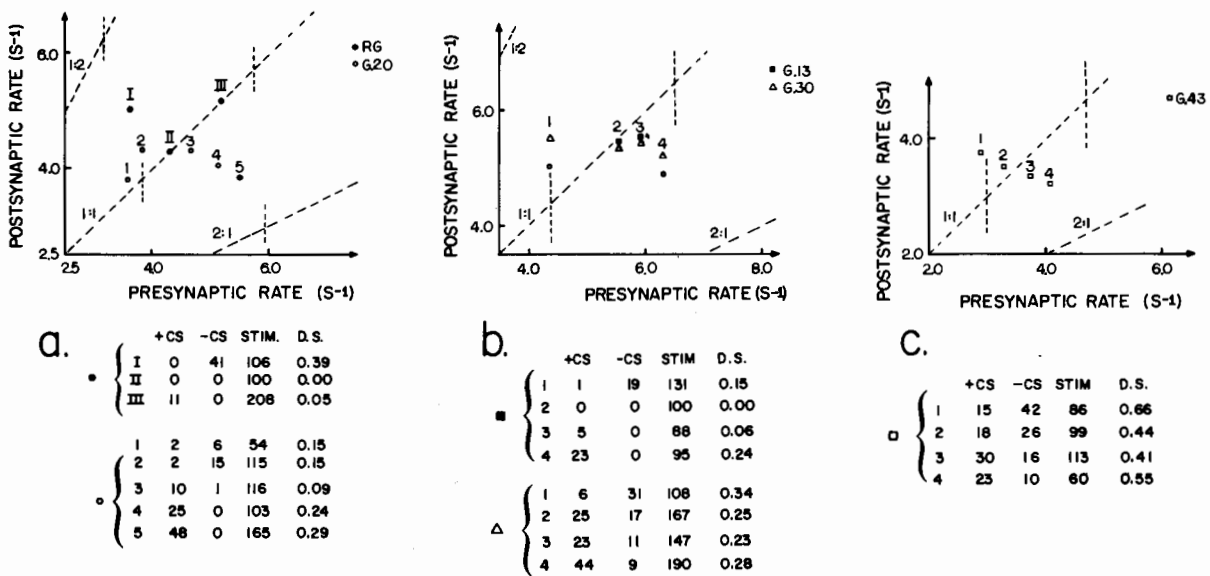 POSTSYNAPTIC RATE (S-1)
6.0
4.0
2.5
1:2
I
III
II
1
2
3
4
5
1:1
2:1
● RG
○ G.20
2.5
4.0
6.0
PRESYNAPTIC RATE (S-1)
POSTSYNAPTIC RATE (S-1)
6.0
4.0
1:2
1
2
3
4
1:1
2:1
■ G.13
△ G.30
4.0
6.0
8.0
PRESYNAPTIC RATE (S-1)
POSTSYNAPTIC RATE (S-1)
4.0
2.0
1
2
3
4
1:1
2:1
□ G.43
2.0
4.0
6.0
PRESYNAPTIC RATE (S-1)
a.
+CS -CS STIM. D.S.
I 0 41 106 0.39
II 0 0 100 0.00
III 11 0 208 0.05
1 2 6 54 0.15
2 2 15 115 0.15
3 10 1 116 0.09
4 25 0 103 0.24
5 48 0 165 0.29
b.
+CS -CS STIM D.S.
1 1 19 131 0.15
2 0 0 100 0.00
3 5 0 88 0.06
4 23 0 95 0.24
1 6 31 108 0.34
2 25 17 167 0.25
3 23 11 147 0.23
4 44 9 190 0.28
c.
+CS -CS STIM D.S.
1 15 42 86 0.66
2 18 26 99 0.44
3 30 16 113 0.41
4 23 10 60 0.55